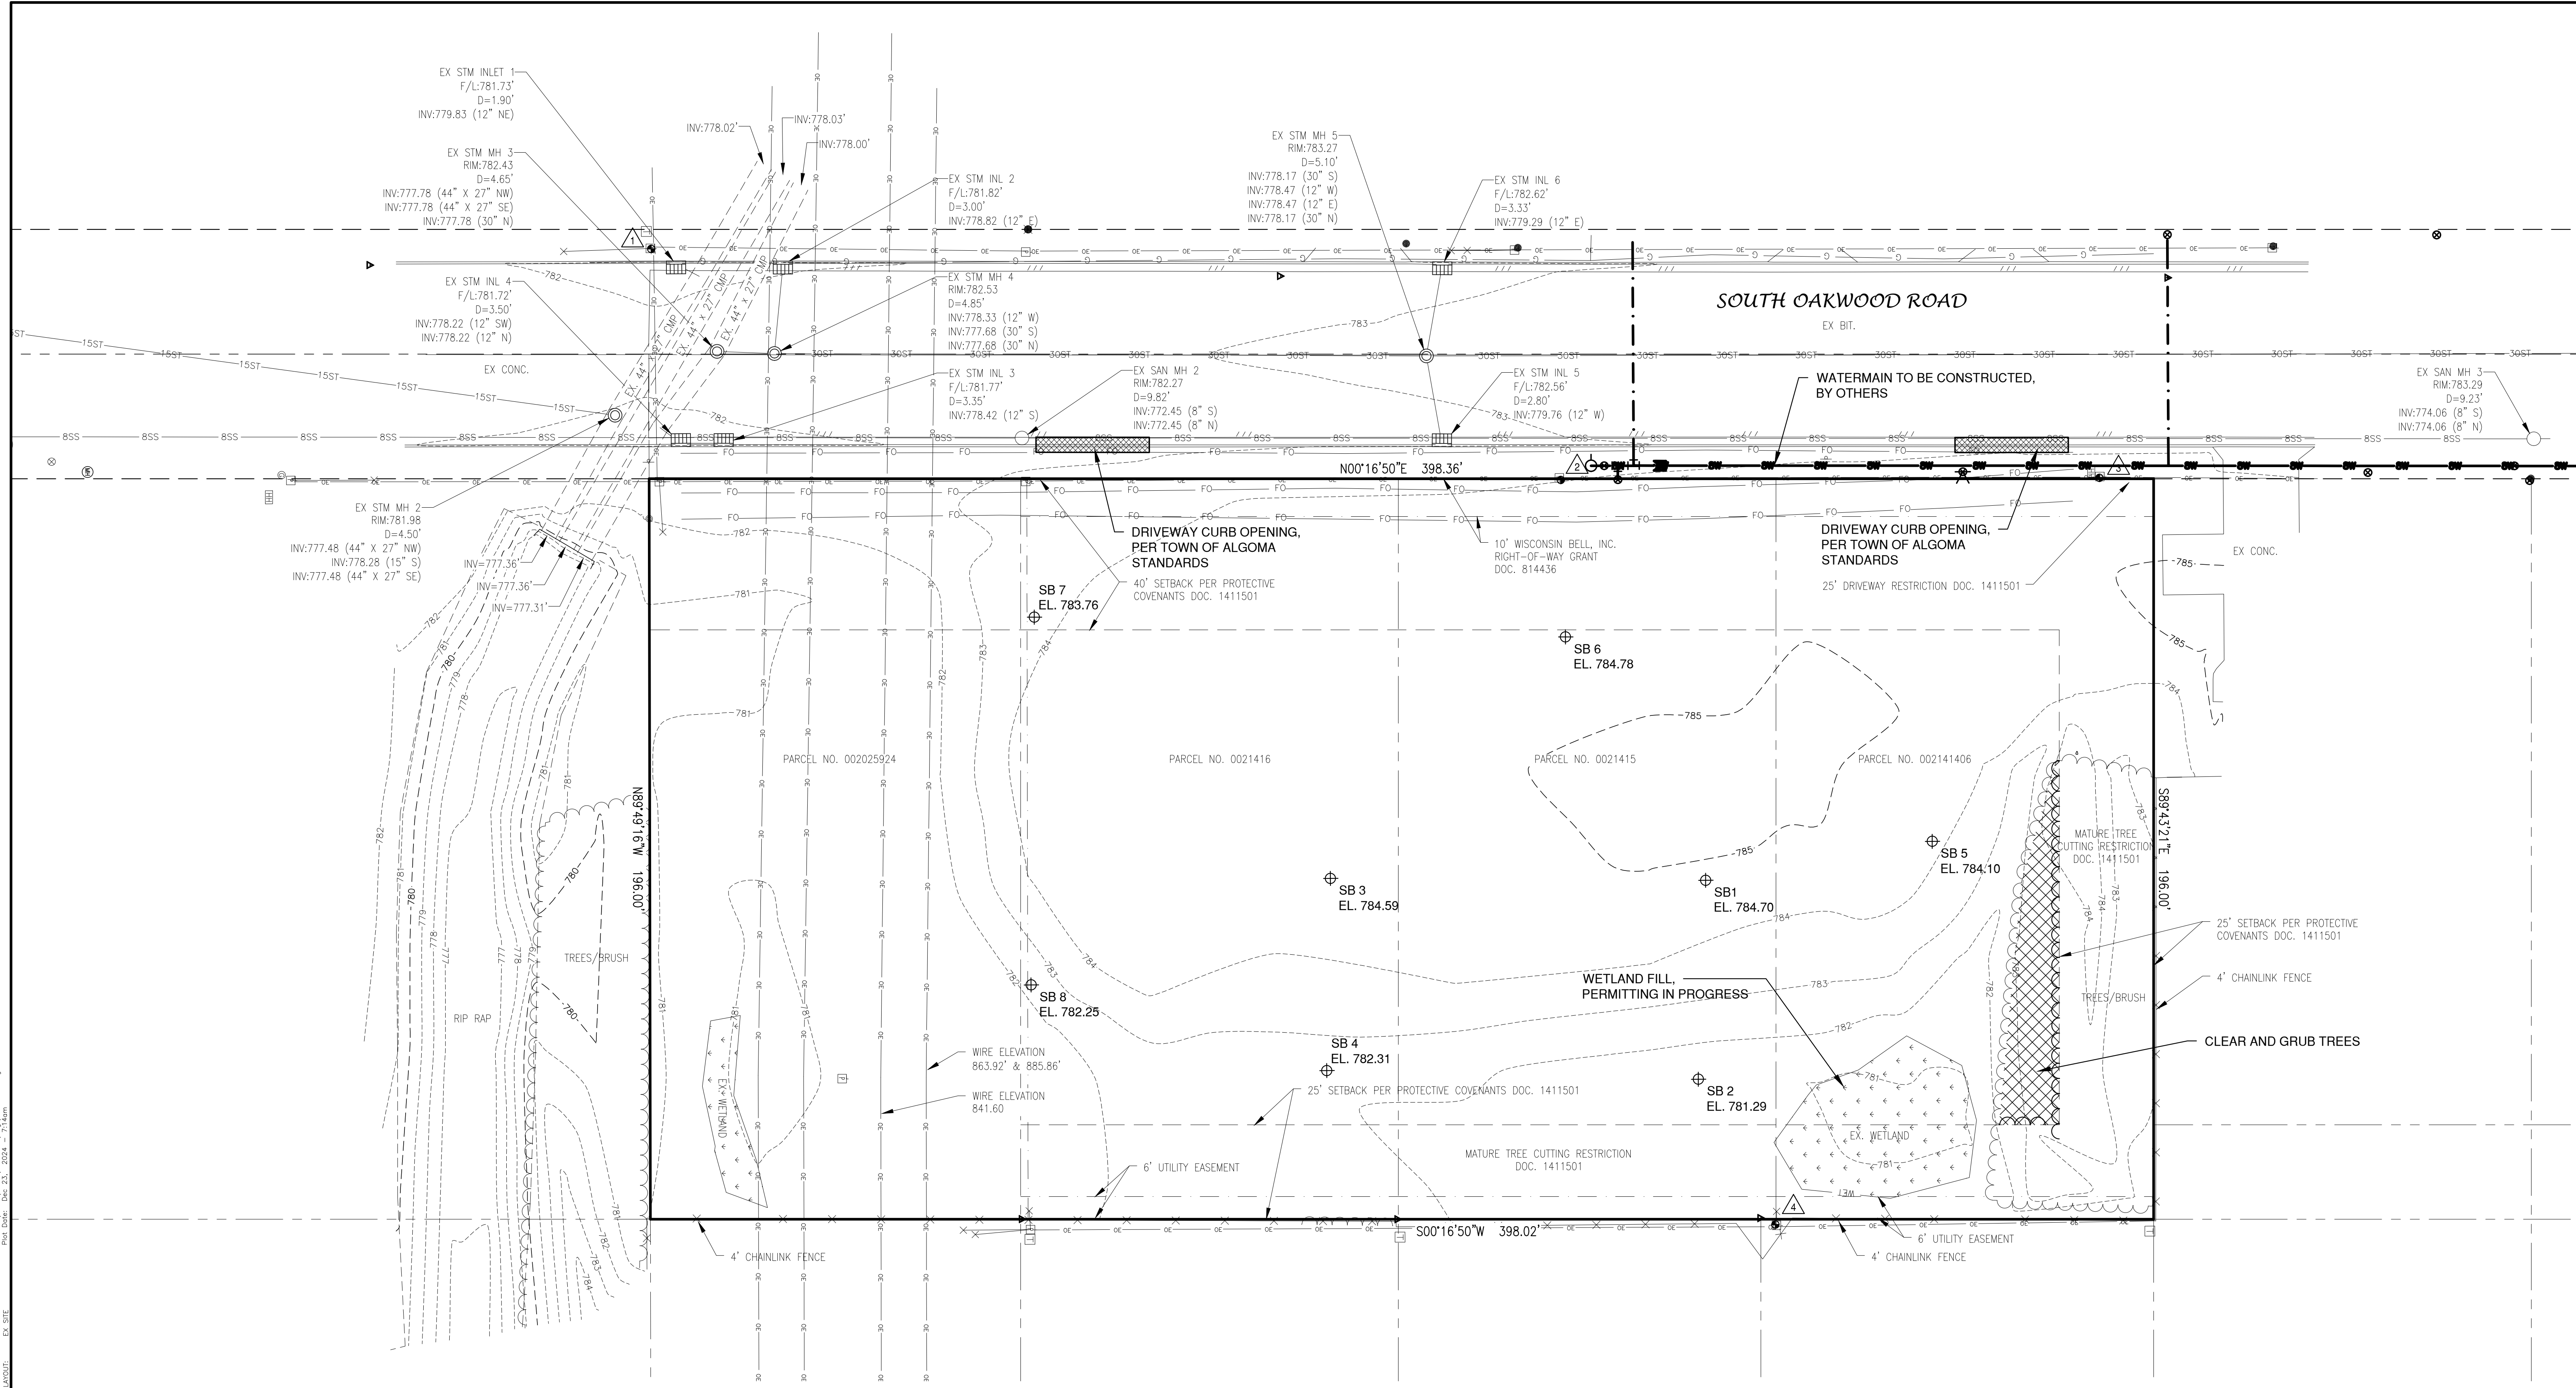 EX STM INLET 1
F/L:781.73'
D=1.90'
INV:779.83 (12" NE)
EX STM MH 3
RIM:782.43
D=4.65'
INV:777.78 (44" X 27" NW)
INV:777.78 (44" X 27" SE)
INV:777.78 (30" N)
INV:778.02'
INV:778.03'
INV:778.00'
EX STM INL 2
F/L:781.82'
D=3.00'
INV:778.82 (12" E)
EX STM MH 5
RIM:783.27
D=5.10'
INV:778.17 (30" S)
INV:778.47 (12" W)
INV:778.47 (12" E)
INV:778.17 (30" N)
EX STM INL 6
F/L:782.62'
D=3.33'
INV:779.29 (12" E)
EX STM INL 4
F/L:781.72'
D=3.50'
INV:778.22 (12" SW)
INV:778.22 (12" N)
EX STM MH 4
RIM:782.53
D=4.85'
INV:778.33 (12" W)
INV:777.68 (30" S)
INV:777.68 (30" N)
SOUTH OAKWOOD ROAD
EX BIT.
EX CONC.
EX. 44" X 27" CMP
EX. 44" X 27" CMP
EX. 44" X 27" CMP
EX STM INL 3
F/L:781.77'
D=3.35'
INV:778.42 (12" S)
EX SAN MH 2
RIM:782.27
D=9.82'
INV:772.45 (8" S)
INV:772.45 (8" N)
EX STM INL 5
F/L:782.56'
D=2.80'
INV:779.76 (12" W)
WATERMAIN TO BE CONSTRUCTED,
BY OTHERS
EX SAN MH 3
RIM:783.29
D=9.23'
INV:774.06 (8" S)
INV:774.06 (8" N)
N00°16'50"E 398.36'
EX STM MH 2
RIM:781.98
D=4.50'
INV:777.48 (44" X 27" NW)
INV:778.28 (15" S)
INV:777.48 (44" X 27" SE)
INV=777.36'
INV=777.36'
INV=777.31'
DRIVEWAY CURB OPENING,
PER TOWN OF ALGOMA
STANDARDS
40' SETBACK PER PROTECTIVE
COVENANTS DOC. 1411501
10' WISCONSIN BELL, INC.
RIGHT-OF-WAY GRANT
DOC. 814436
DRIVEWAY CURB OPENING,
PER TOWN OF ALGOMA
STANDARDS
25' DRIVEWAY RESTRICTION DOC. 1411501
EX CONC.
SB 7
EL. 783.76
SB 6
EL. 784.78
PARCEL NO. 002025924
PARCEL NO. 0021416
PARCEL NO. 0021415
PARCEL NO. 002141406
N89°49'16"W 196.00'
S89°43'21"E 196.00'
MATURE TREE
CUTTING RESTRICTION
DOC. 1411501
SB 5
EL. 784.10
SB 3
EL. 784.59
SB1
EL. 784.70
25' SETBACK PER PROTECTIVE
COVENANTS DOC. 1411501
4' CHAINLINK FENCE
TREES/BRUSH
RIP RAP
WETLAND FILL,
PERMITTING IN PROGRESS
TREES/BRUSH
SB 8
EL. 782.25
CLEAR AND GRUB TREES
SB 4
EL. 782.31
WIRE ELEVATION
863.92' & 885.86'
WIRE ELEVATION
841.60
EX. WETLAND
25' SETBACK PER PROTECTIVE COVENANTS DOC. 1411501
SB 2
EL. 781.29
EX. WETLAND
MATURE TREE CUTTING RESTRICTION
DOC. 1411501
6' UTILITY EASEMENT
S00°16'50"W 398.02'
6' UTILITY EASEMENT
4' CHAINLINK FENCE
4' CHAINLINK FENCE
Plot Date: Dec 23, 2024 - 7:14am
LAYOUT: EX SITE